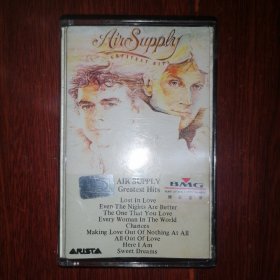 Air Supply
GREATEST HITS
AIR SUPPLY
Greatest Hits
BMG
Lost In Love
Even The Nights Are Better
The One That You Love
Every Woman In The World
Chances
Making Love Out Of Nothing At All
All Out Of Love
Here I Am
Sweet Dreams
ARISTA